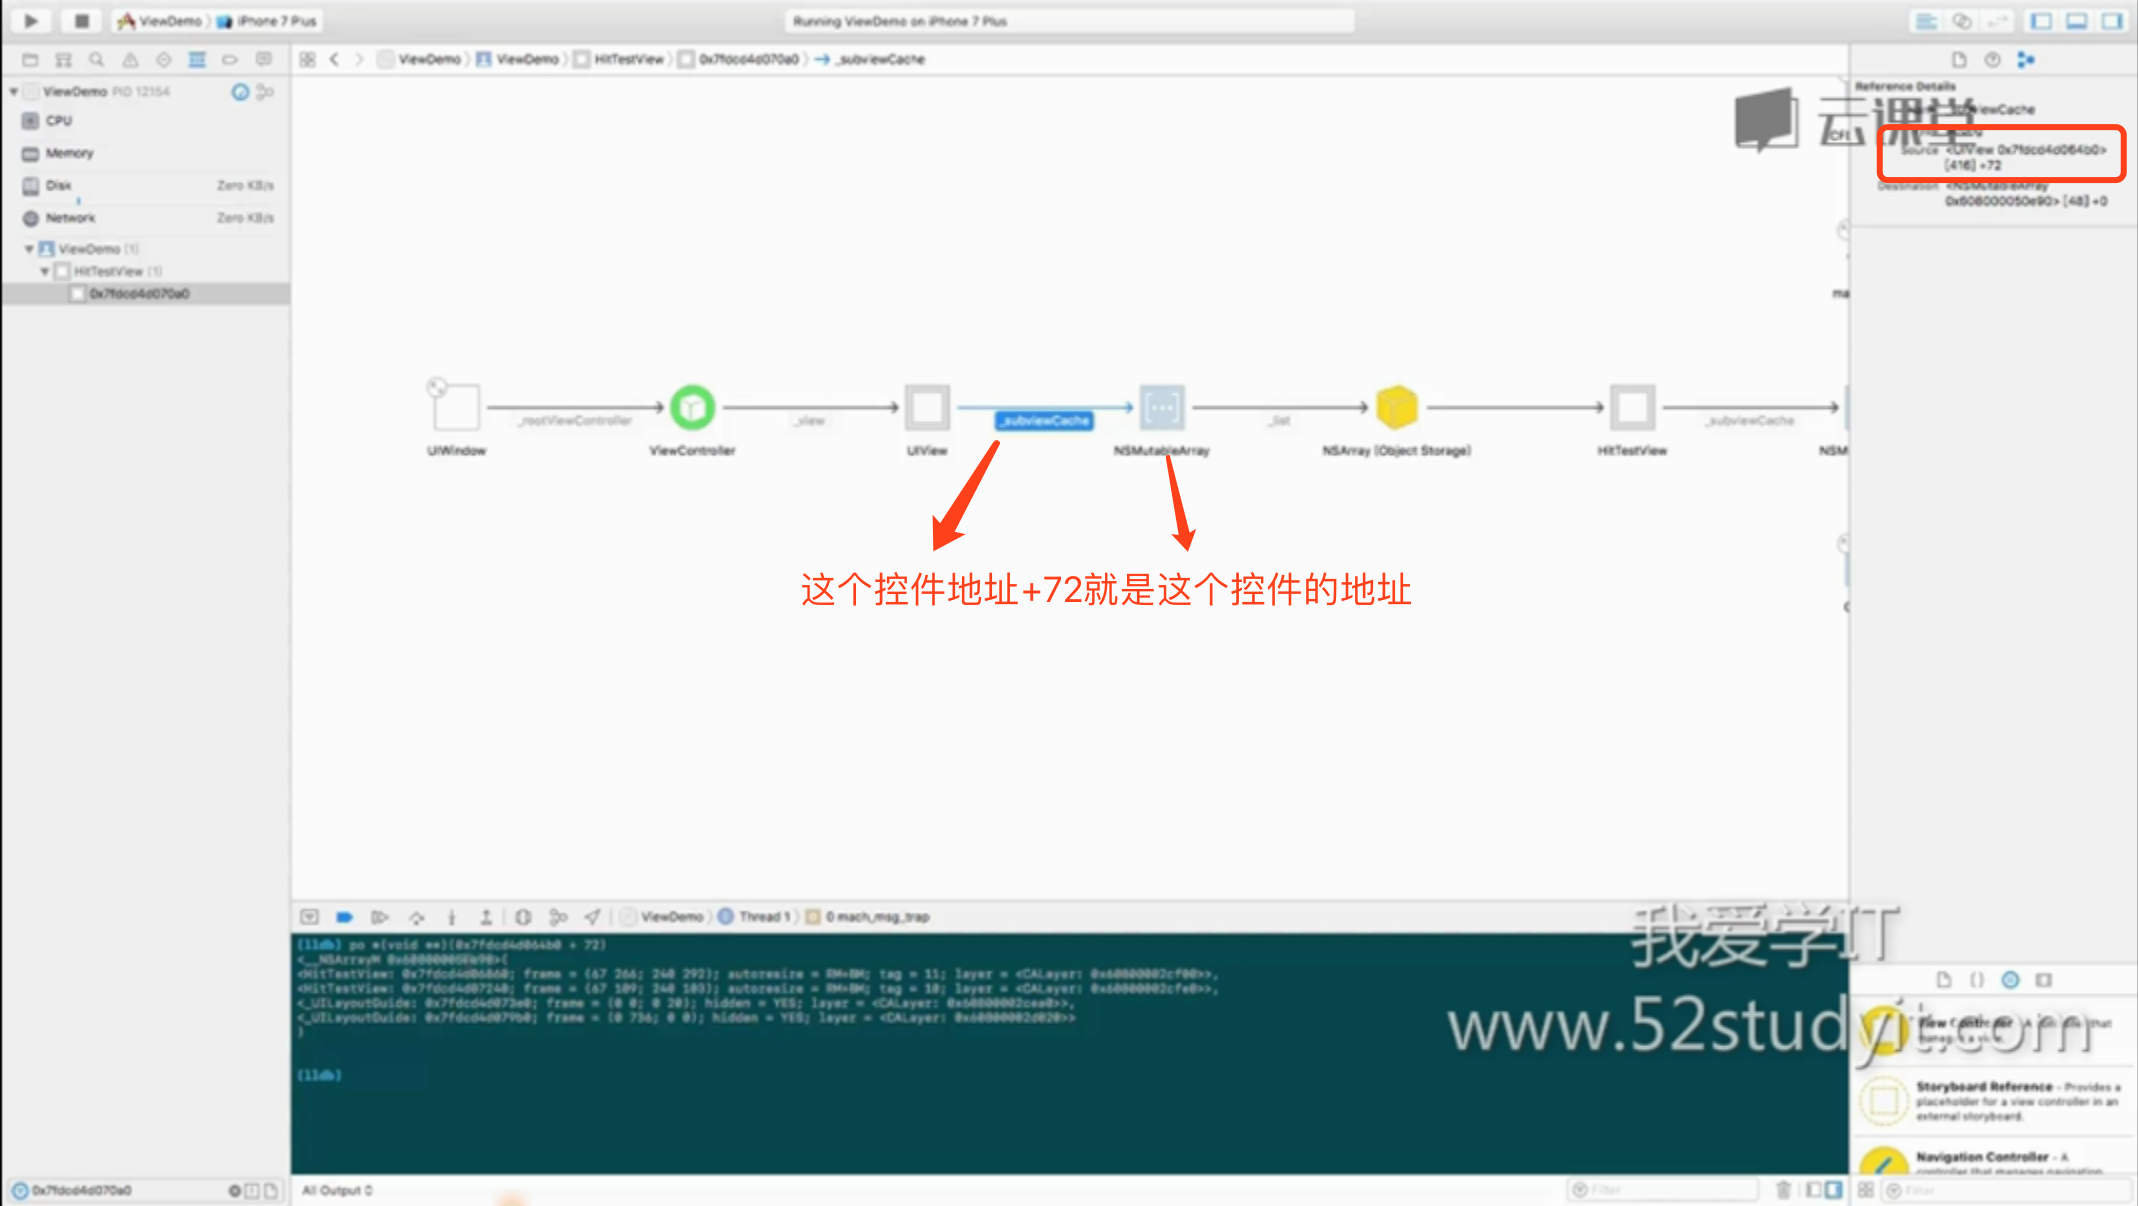 ViewDemo iPhone 7 Plus
Running ViewDemo on iPhone 7 Plus
ViewDemo ViewDemo HitTestView 0x7fdcd4d070a0 _subviewCache
ViewDemo PID 12154
CPU
Memory
Disk Zero KB/s
Network Zero KB/s
ViewDemo (1)
HitTestView (1)
0x7fdcd4d070a0
Reference Details
云课堂
Source <UIView 0x7fdcd4d064b0>
[416] +72
Destination <NSMutableArray
0x608000050e90> [48] +0
_rootViewController
_view
_subviewCache
_list
_subviewCache
UIWindow
ViewController
UIView
NSMutableArray
NSArray (Object Storage)
HitTestView
NSM
这个控件地址+72就是这个控件的地址
ViewDemo Thread 1 0 mach_msg_trap
(lldb) po *(void **)(0x7fdcd4d064b0 + 72)
<__NSArrayM 0x608000050e90>(
<HitTestView: 0x7fdcd4d06860; frame = (67 266; 240 292); autoresize = RM+BM; tag = 11; layer = <CALayer: 0x60800002cf00>>,
<HitTestView: 0x7fdcd4d07240; frame = (67 109; 240 103); autoresize = RM+BM; tag = 10; layer = <CALayer: 0x60800002cfe0>>,
<_UILayoutGuide: 0x7fdcd4d073e0; frame = (0 0; 0 20); hidden = YES; layer = <CALayer: 0x60800002cea0>>,
<_UILayoutGuide: 0x7fdcd4d079b0; frame = (0 736; 0 0); hidden = YES; layer = <CALayer: 0x60800002d020>>
)
(lldb)
我爱学IT
www.52studyit.com
View Controller - A that
manages a view.
Storyboard Reference - Provides a
placeholder for a view controller in an
external storyboard.
Navigation Controller - A
controller that manages navigation
0x7fdcd4d070a0
All Output
Filter
Filter